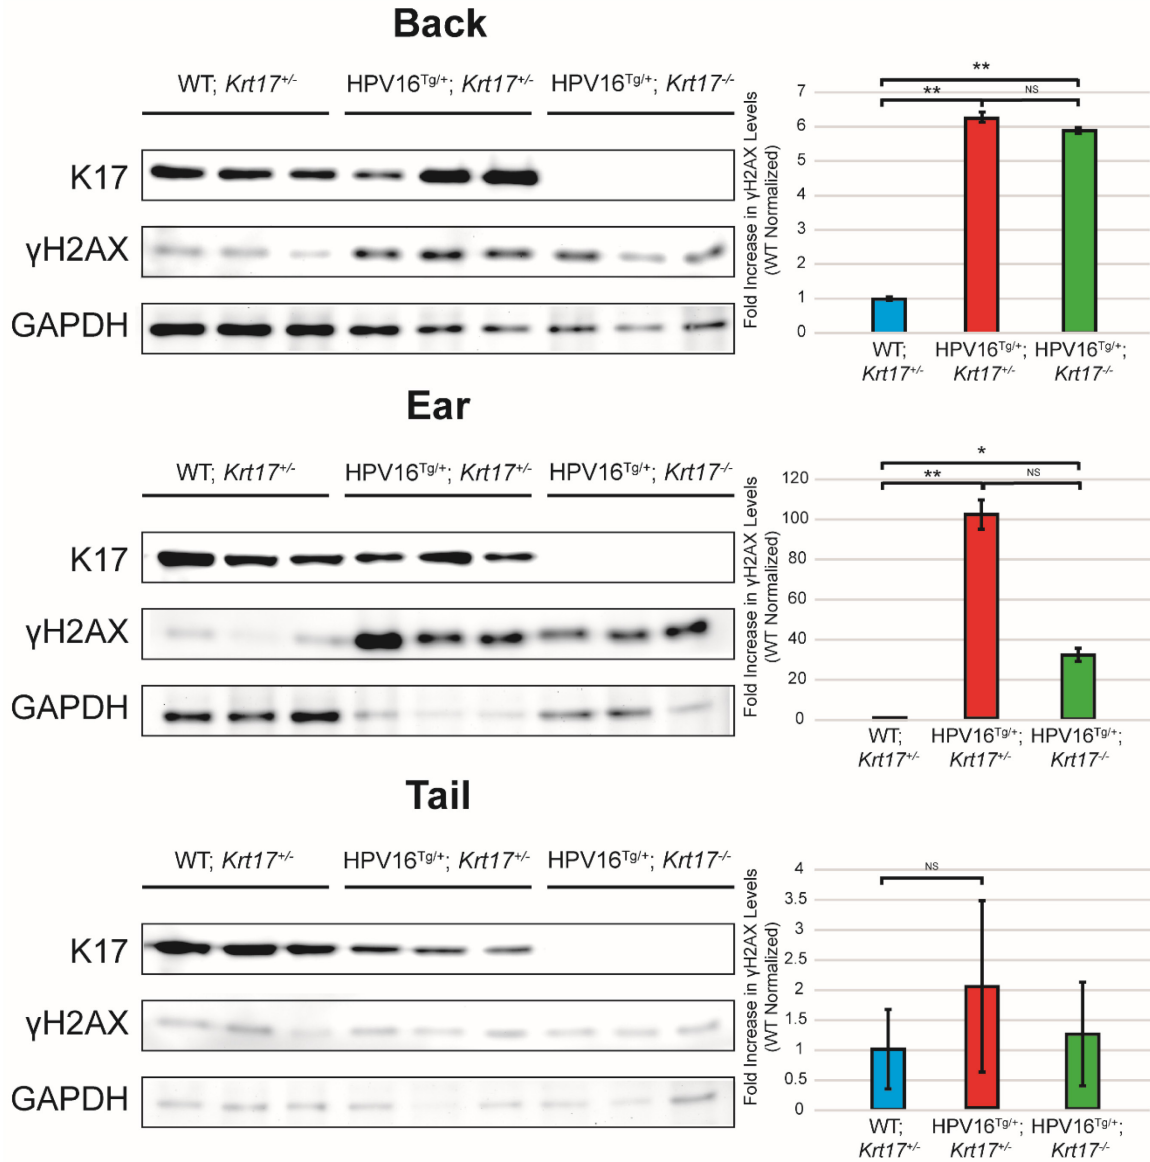 Back
WT; Krt17+/-
HPV16Tg/+; Krt17+/-
HPV16Tg/+; Krt17-/-
K17
γH2AX
GAPDH
Fold Increase in γH2AX Levels
(WT Normalized)
7
6
5
4
3
2
1
0
**
**
NS
WT;
Krt17+/-
HPV16Tg/+;
Krt17+/-
HPV16Tg/+;
Krt17-/-
Ear
WT; Krt17+/-
HPV16Tg/+; Krt17+/-
HPV16Tg/+; Krt17-/-
K17
γH2AX
GAPDH
Fold Increase in γH2AX Levels
(WT Normalized)
120
100
80
60
40
20
0
*
**
NS
WT;
Krt17+/-
HPV16Tg/+;
Krt17+/-
HPV16Tg/+;
Krt17-/-
Tail
WT; Krt17+/-
HPV16Tg/+; Krt17+/-
HPV16Tg/+; Krt17-/-
K17
γH2AX
GAPDH
Fold Increase in γH2AX Levels
(WT Normalized)
4
3.5
3
2.5
2
1.5
1
0.5
0
NS
WT;
Krt17+/-
HPV16Tg/+;
Krt17+/-
HPV16Tg/+;
Krt17-/-